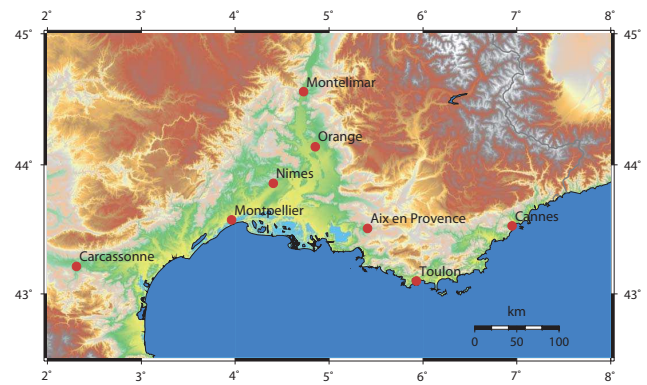 2° 3° 4° 5° 6° 7° 8°
45° 45°
Montelimar
Orange
44° 44°
Nimes
Montpellier
Aix en Provence
Cannes
Carcassonne
Toulon
43° 43°
km
0 50 100
2° 3° 4° 5° 6° 7° 8°